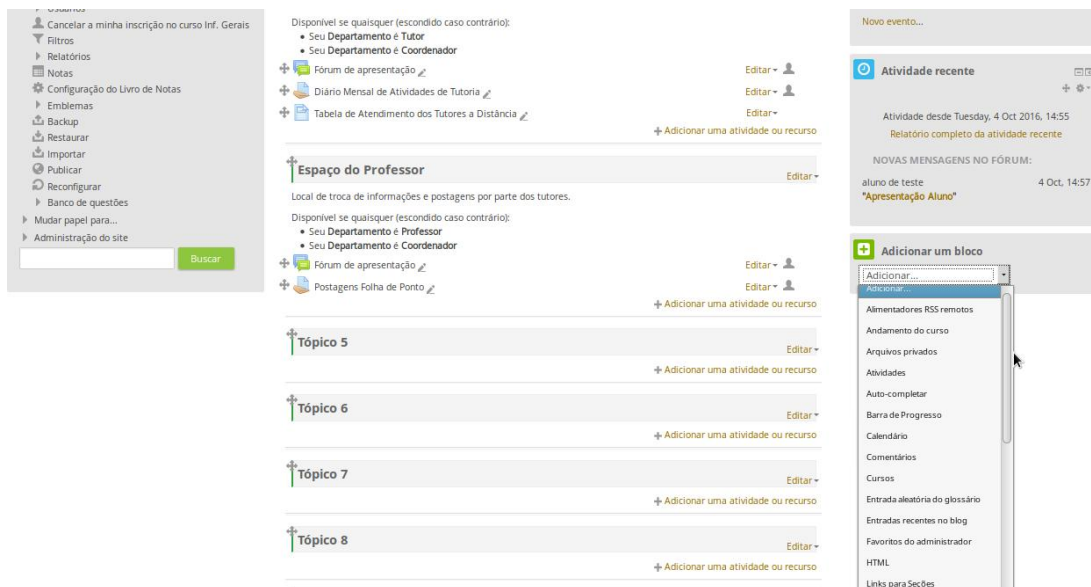 Usuários
Cancelar a minha inscrição no curso Inf. Gerais
Filtros
Relatórios
Notas
Configuração do Livro de Notas
Emblemas
Backup
Restaurar
Importar
Publicar
Reconfigurar
Banco de questões
Mudar papel para...
Administração do site
Buscar
Disponível se quaisquer (escondido caso contrário):
Seu Departamento é Tutor
Seu Departamento é Coordenador
Fórum de apresentação
Editar
Diário Mensal de Atividades de Tutoria
Editar
Tabela de Atendimento dos Tutores a Distância
Editar
Adicionar uma atividade ou recurso
Espaço do Professor
Editar
Local de troca de informações e postagens por parte dos tutores.
Disponível se quaisquer (escondido caso contrário):
Seu Departamento é Professor
Seu Departamento é Coordenador
Fórum de apresentação
Editar
Postagens Folha de Ponto
Editar
Adicionar uma atividade ou recurso
Tópico 5
Editar
Adicionar uma atividade ou recurso
Tópico 6
Editar
Adicionar uma atividade ou recurso
Tópico 7
Editar
Adicionar uma atividade ou recurso
Tópico 8
Editar
Adicionar uma atividade ou recurso
Novo evento...
Atividade recente
Atividade desde Tuesday, 4 Oct 2016, 14:55
Relatório completo da atividade recente
NOVAS MENSAGENS NO FÓRUM:
aluno de teste 4 Oct, 14:57
"Apresentação Aluno"
Adicionar um bloco
Adicionar...
Adicionar...
Alimentadores RSS remotos
Andamento do curso
Arquivos privados
Atividades
Auto-completar
Barra de Progresso
Calendário
Comentários
Cursos
Entrada aleatória do glossário
Entradas recentes no blog
Favoritos do administrador
HTML
Links para Seções